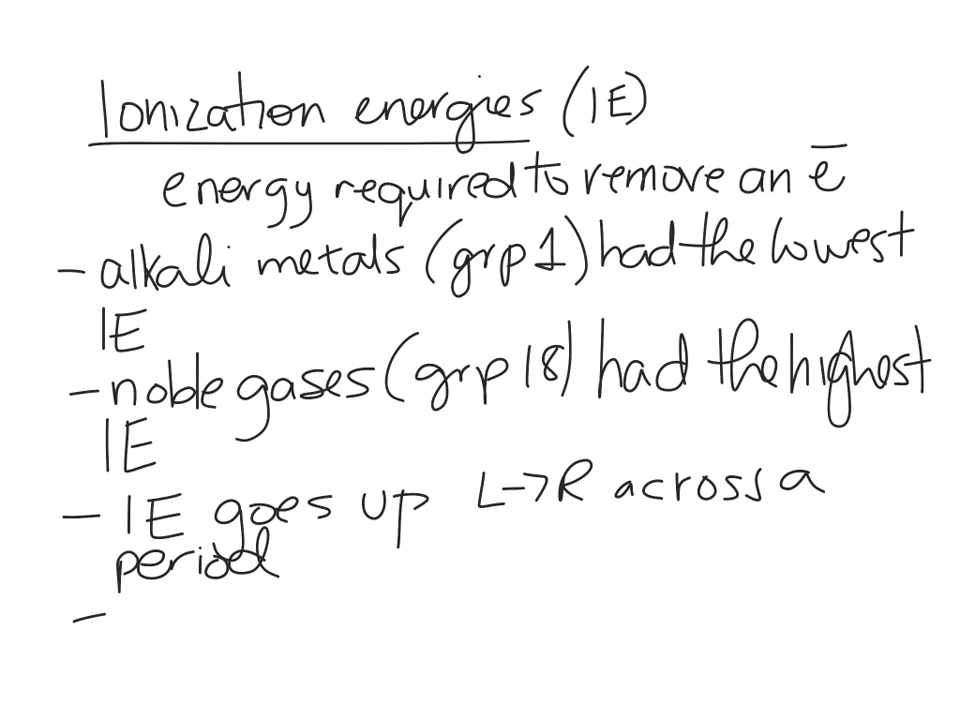 Ionization energies (IE)
energy required to remove an e̅
- alkali metals (grp 1) had the lowest
IE
- noble gases (grp 18) had the highest
IE
- IE goes up L->R across a
period
-